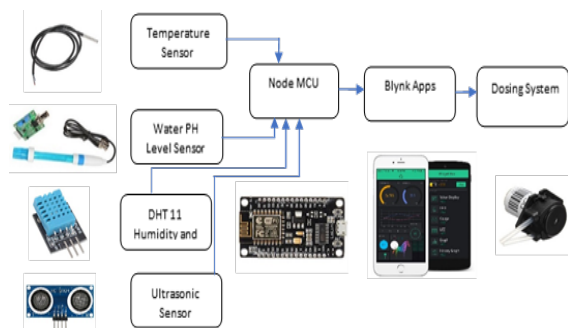 Temperature
Sensor
Node MCU
Blynk Apps
Dosing System
Water PH
Level Sensor
DHT 11
Humidity and
Ultrasonic
Sensor